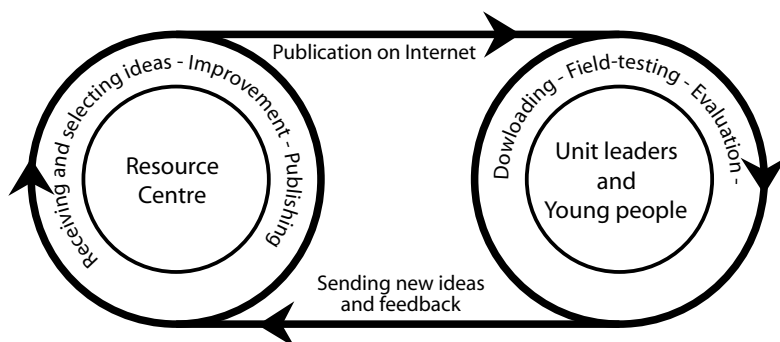 Publication on Internet
Receiving and selecting ideas - Improvement - Publishing
Resource
Centre
Dowloading - Field-testing - Evaluation -
Unit leaders
and
Young people
Sending new ideas
and feedback